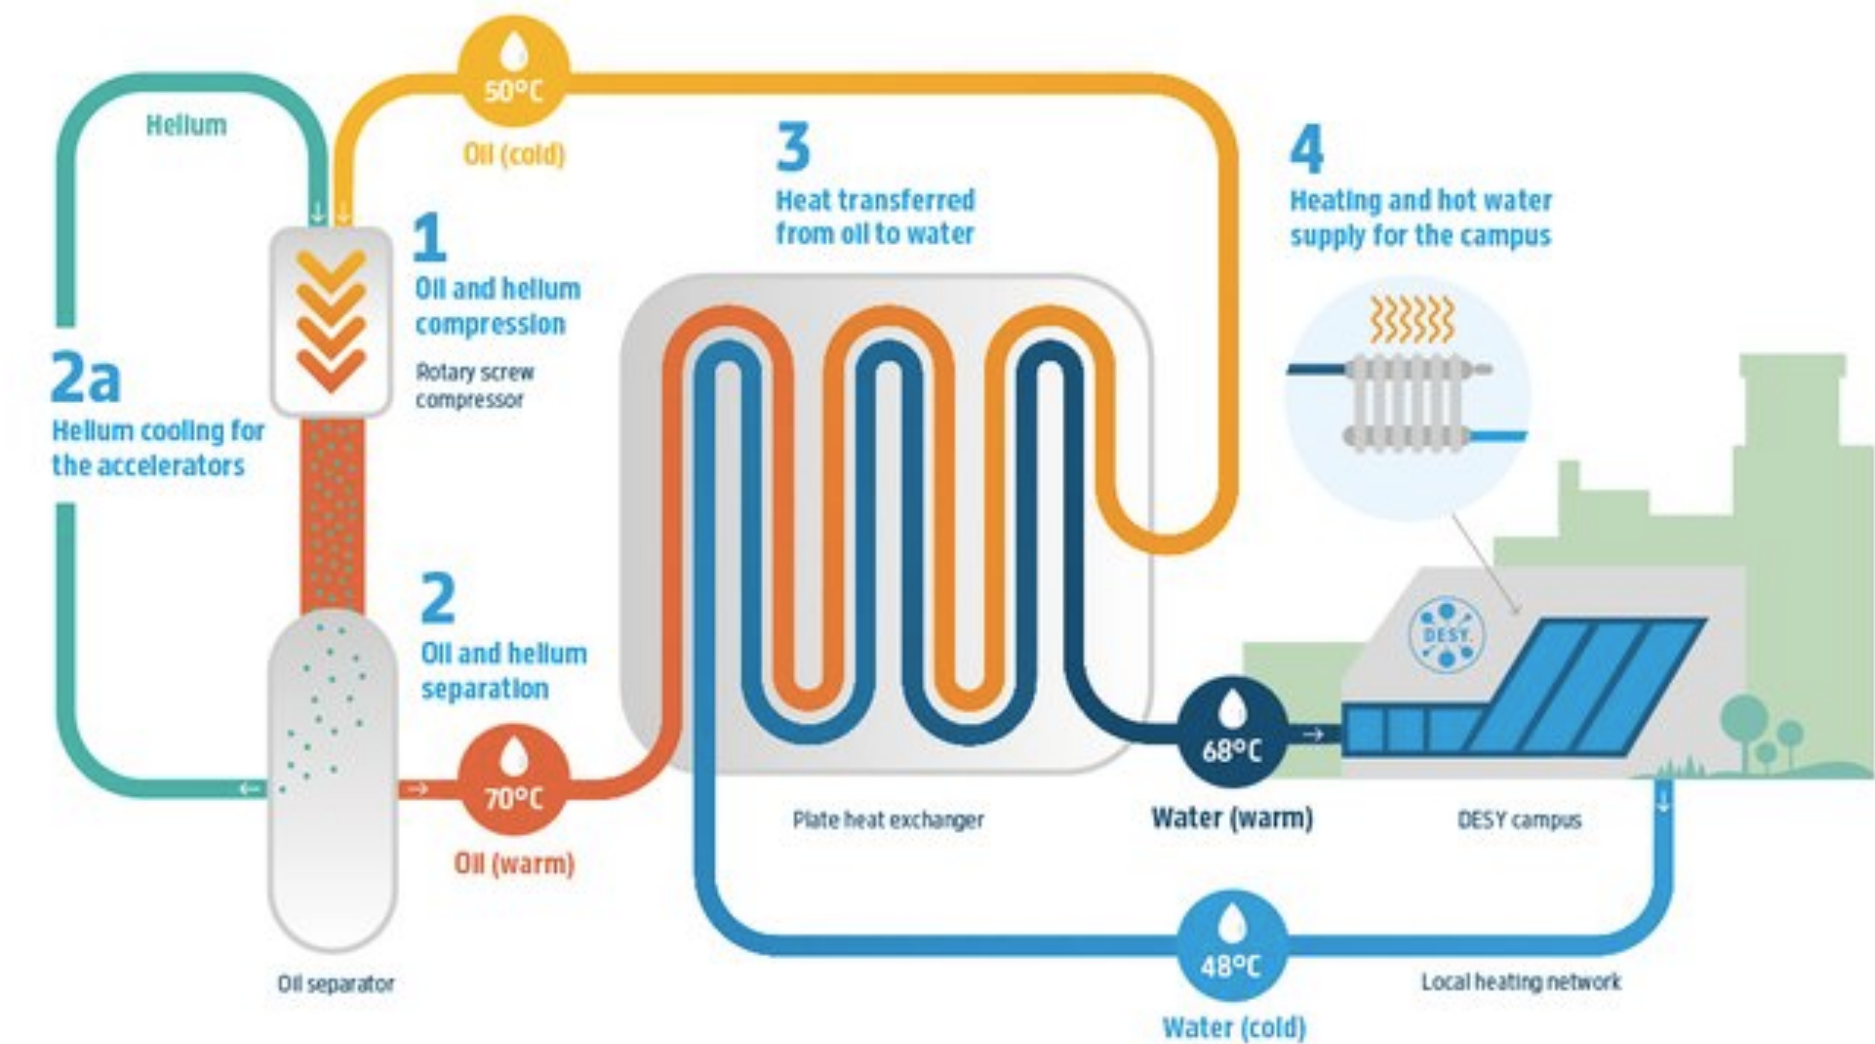 50°C
Helium
Oil (cold)
3
Heat transferred
from oil to water
4
Heating and hot water
supply for the campus
1
Oil and helium
compression
Rotary screw
compressor
2a
Helium cooling for
the accelerators
2
Oil and helium
separation
DESY.
70°C
Oil (warm)
68°C
Water (warm)
Plate heat exchanger
DESY campus
48°C
Water (cold)
Local heating network
Oil separator